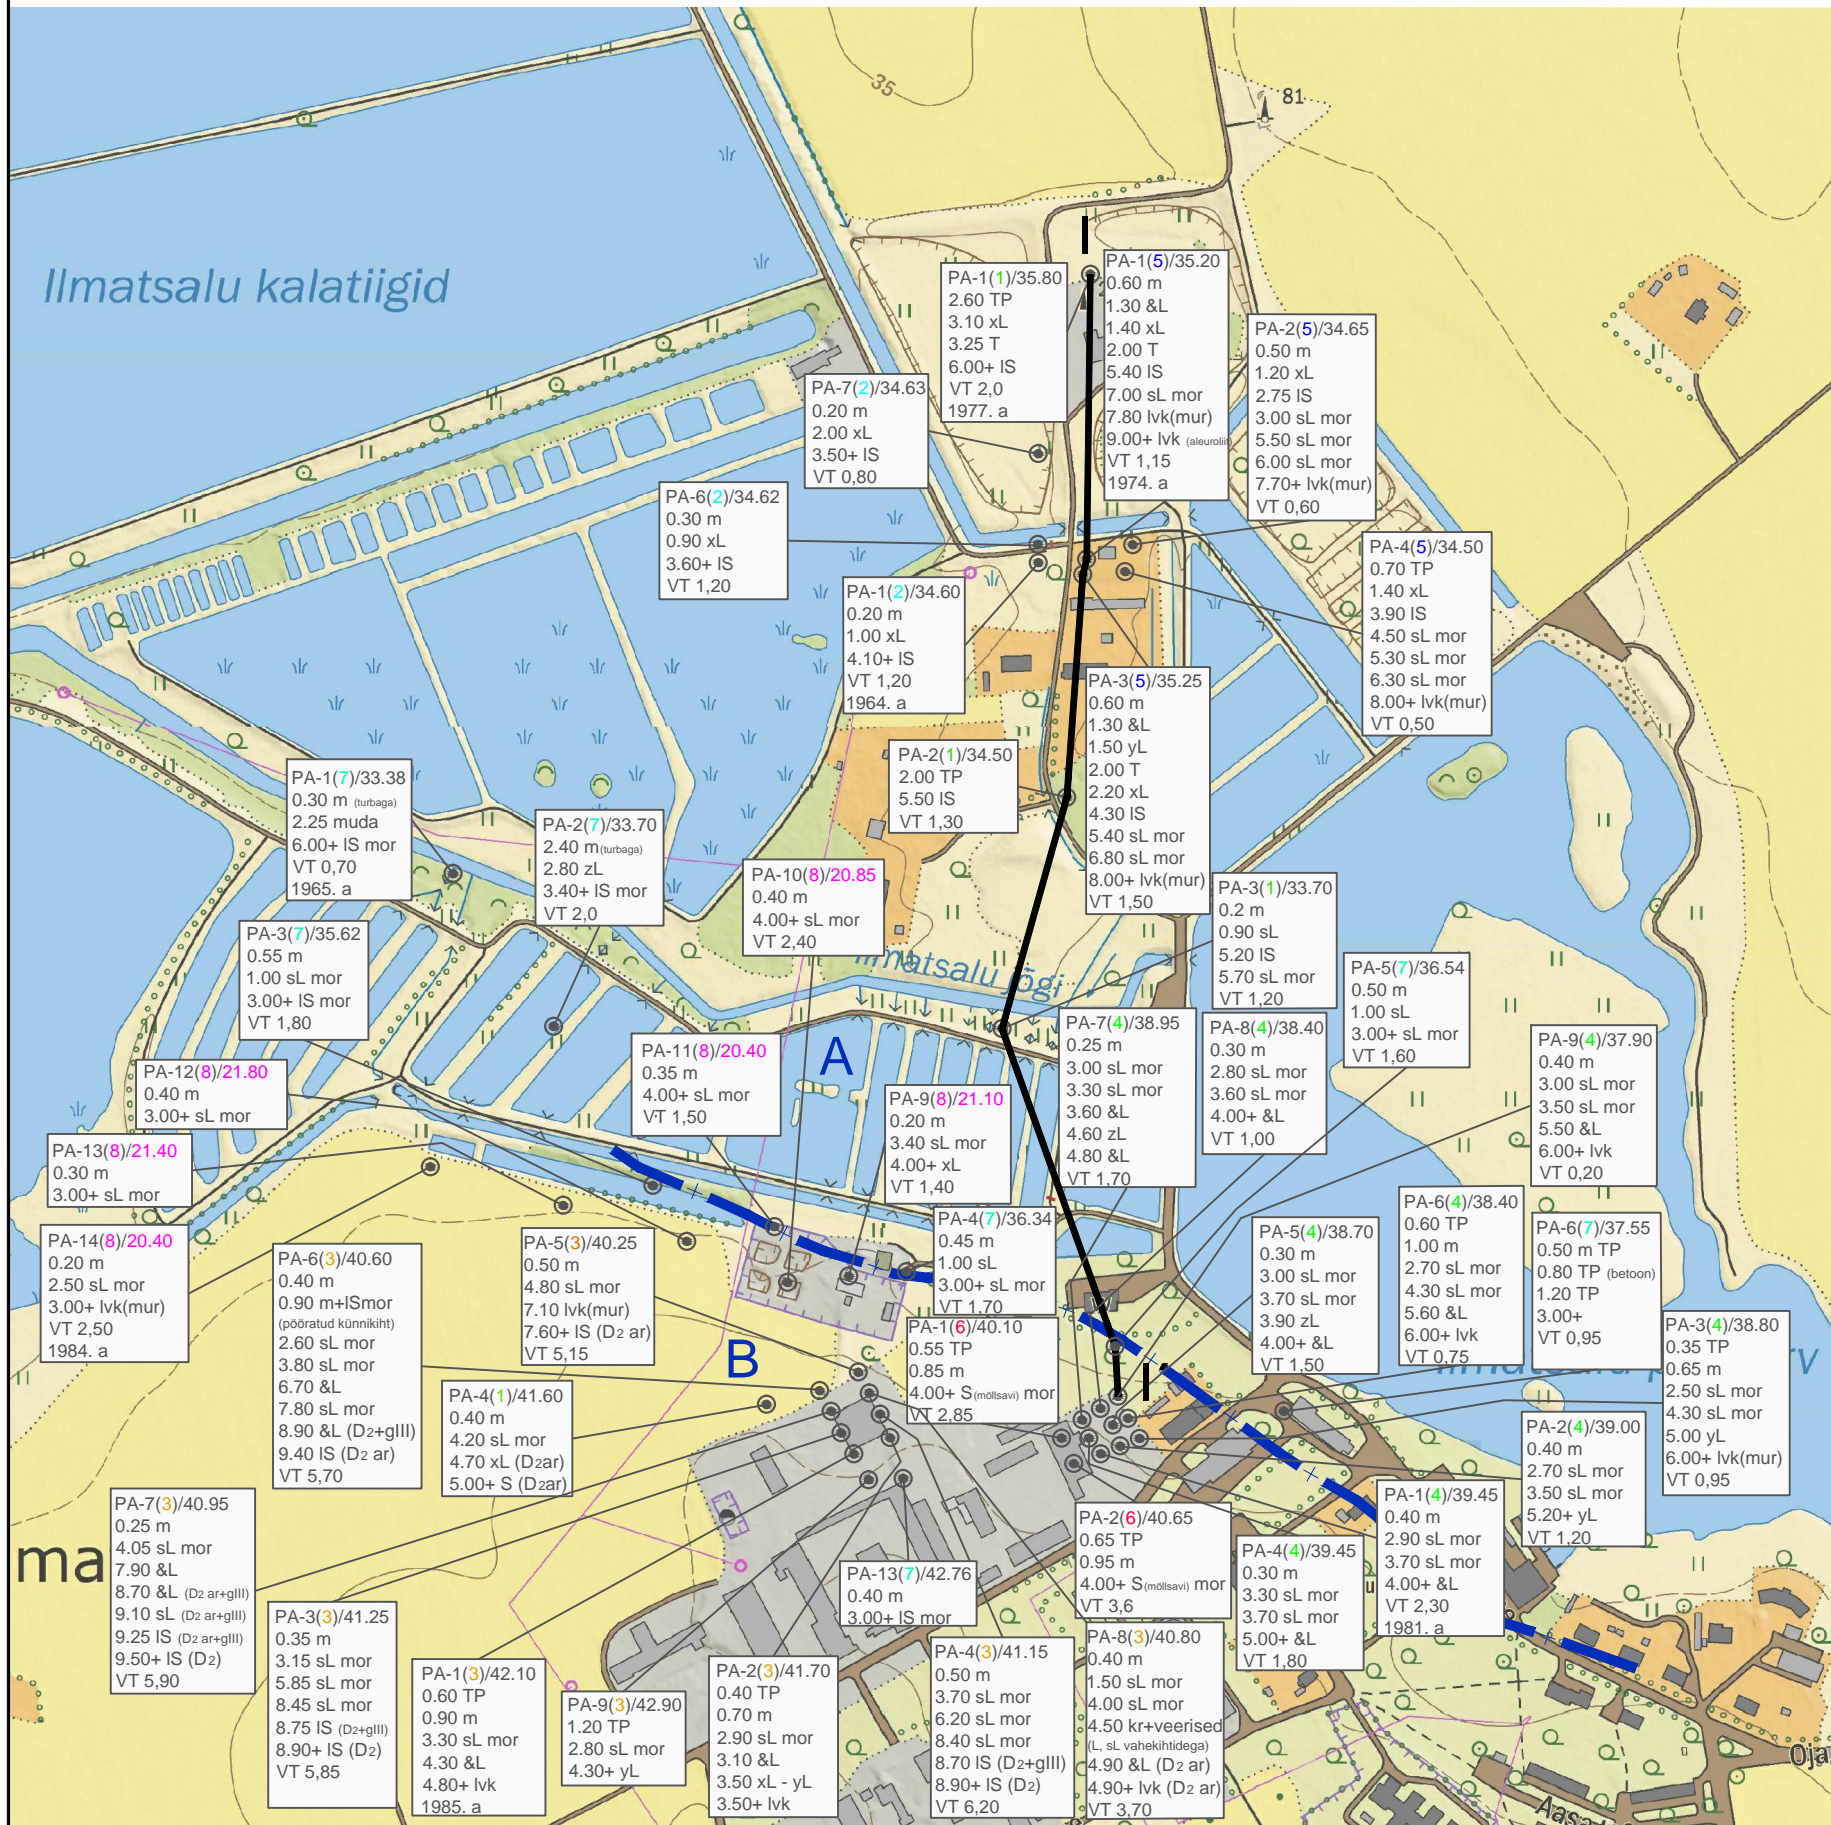 35
81
Ilmatsalu kalatiigid
I
PA-1(1)/35.80
2.60 TP
3.10 xL
3.25 T
6.00+ lS
VT 2,0
1977. a
PA-1(5)/35.20
0.60 m
1.30 &L
1.40 xL
2.00 T
5.40 lS
7.00 sL mor
7.80 lvk(mur)
9.00+ lvk (aleuroliit)
VT 1,15
1974. a
PA-2(5)/34.65
0.50 m
1.20 xL
2.75 lS
3.00 sL mor
5.50 sL mor
6.00 sL mor
7.70+ lvk(mur)
VT 0,60
PA-7(2)/34.63
0.20 m
2.00 xL
3.50+ lS
VT 0,80
PA-6(2)/34.62
0.30 m
0.90 xL
3.60+ lS
VT 1,20
PA-4(5)/34.50
0.70 TP
1.40 xL
3.90 lS
4.50 sL mor
5.30 sL mor
6.30 sL mor
8.00+ lvk(mur)
VT 0,50
PA-1(2)/34.60
0.20 m
1.00 xL
4.10+ lS
VT 1,20
1964. a
PA-3(5)/35.25
0.60 m
1.30 &L
1.50 yL
2.00 T
2.20 xL
4.30 lS
5.40 sL mor
6.80 sL mor
8.00+ lvk(mur)
VT 1,50
PA-2(1)/34.50
2.00 TP
5.50 lS
VT 1,30
PA-1(7)/33.38
0.30 m (turbaga)
2.25 muda
6.00+ lS mor
VT 0,70
1965. a
PA-2(7)/33.70
2.40 m(turbaga)
2.80 zL
3.40+ lS mor
VT 2,0
PA-10(8)/20.85
0.40 m
4.00+ sL mor
VT 2,40
PA-3(1)/33.70
0.2 m
0.90 sL
5.20 lS
5.70 sL mor
VT 1,20
PA-3(7)/35.62
0.55 m
1.00 sL mor
3.00+ lS mor
VT 1,80
Ilmatsalu jõgi
PA-5(7)/36.54
0.50 m
1.00 sL
3.00+ sL mor
VT 1,60
PA-7(4)/38.95
0.25 m
3.00 sL mor
3.30 sL mor
3.60 &L
4.60 zL
4.80 &L
VT 1,70
PA-8(4)/38.40
0.30 m
2.80 sL mor
3.60 sL mor
4.00+ &L
VT 1,00
PA-9(4)/37.90
0.40 m
3.00 sL mor
3.50 sL mor
5.50 &L
6.00+ lvk
VT 0,20
PA-11(8)/20.40
0.35 m
4.00+ sL mor
VT 1,50
A
PA-12(8)/21.80
0.40 m
3.00+ sL mor
PA-9(8)/21.10
0.20 m
3.40 sL mor
4.00+ xL
VT 1,40
PA-13(8)/21.40
0.30 m
3.00+ sL mor
PA-14(8)/20.40
0.20 m
2.50 sL mor
3.00+ lvk(mur)
VT 2,50
1984. a
PA-6(3)/40.60
0.40 m
0.90 m+lSmor
(pööratud künnikiht)
2.60 sL mor
3.80 sL mor
6.70 &L
7.80 sL mor
8.90 &L (D2+gIII)
9.40 lS (D2 ar)
VT 5,70
PA-5(3)/40.25
0.50 m
4.80 sL mor
7.10 lvk(mur)
7.60+ lS (D2 ar)
VT 5,15
PA-4(7)/36.34
0.45 m
1.00 sL
3.00+ sL mor
VT 1,70
PA-5(4)/38.70
0.30 m
3.00 sL mor
3.70 sL mor
3.90 zL
4.00+ &L
VT 1,50
PA-6(4)/38.40
0.60 TP
1.00 m
2.70 sL mor
4.30 sL mor
5.60 &L
6.00+ lvk
VT 0,75
PA-6(7)/37.55
0.50 m TP
0.80 TP (betoon)
1.20 TP
3.00+
VT 0,95
PA-3(4)/38.80
0.35 TP
0.65 m
2.50 sL mor
4.30 sL mor
5.00 yL
6.00+ lvk(mur)
VT 0,95
PA-1(6)/40.10
0.55 TP
0.85 m
4.00+ S(möllsavi) mor
VT 2,85
B
I
PA-4(1)/41.60
0.40 m
4.20 sL mor
4.70 xL (D2ar)
5.00+ S (D2ar)
PA-2(4)/39.00
0.40 m
2.70 sL mor
3.50 sL mor
5.20+ yL
VT 1,20
PA-7(3)/40.95
0.25 m
4.05 sL mor
7.90 &L
8.70 &L (D2 ar+gIII)
9.10 sL (D2 ar+gIII)
9.25 lS (D2 ar+gIII)
9.50+ lS (D2)
VT 5,90
PA-1(4)/39.45
0.40 m
2.90 sL mor
3.70 sL mor
4.00+ &L
VT 2,30
1981. a
ma
PA-2(6)/40.65
0.65 TP
0.95 m
4.00+ S(möllsavi) mor
VT 3,6
PA-4(4)/39.45
0.30 m
3.30 sL mor
3.70 sL mor
5.00+ &L
VT 1,80
PA-13(7)/42.76
0.40 m
3.00+ lS mor
PA-3(3)/41.25
0.35 m
3.15 sL mor
5.85 sL mor
8.45 sL mor
8.75 lS (D2+gIII)
8.90+ lS (D2)
VT 5,85
PA-1(3)/42.10
0.60 TP
0.90 m
3.30 sL mor
4.30 &L
4.80+ lvk
1985. a
PA-9(3)/42.90
1.20 TP
2.80 sL mor
4.30+ yL
PA-2(3)/41.70
0.40 TP
0.70 m
2.90 sL mor
3.10 &L
3.50 xL - yL
3.50+ lvk
PA-4(3)/41.15
0.50 m
3.70 sL mor
6.20 sL mor
8.40 sL mor
8.70 lS (D2+gIII)
8.90+ lS (D2)
VT 6,20
PA-8(3)/40.80
0.40 m
1.50 sL mor
4.00 sL mor
4.50 kr+veerised
(L, sL vahekihtidega)
4.90 &L (D2 ar)
4.90+ lvk (D2 ar)
VT 3,70
Oja